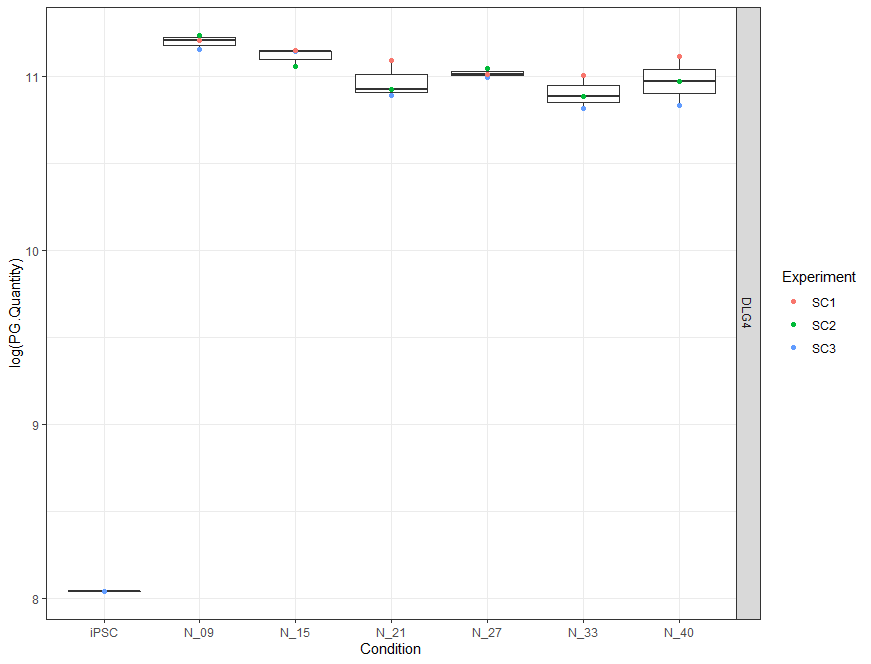 log(PG.Quantity)
11
10
9
8
iPSC N_09 N_15 N_21 N_27 N_33 N_40
Condition
DLG4
Experiment
SC1
SC2
SC3